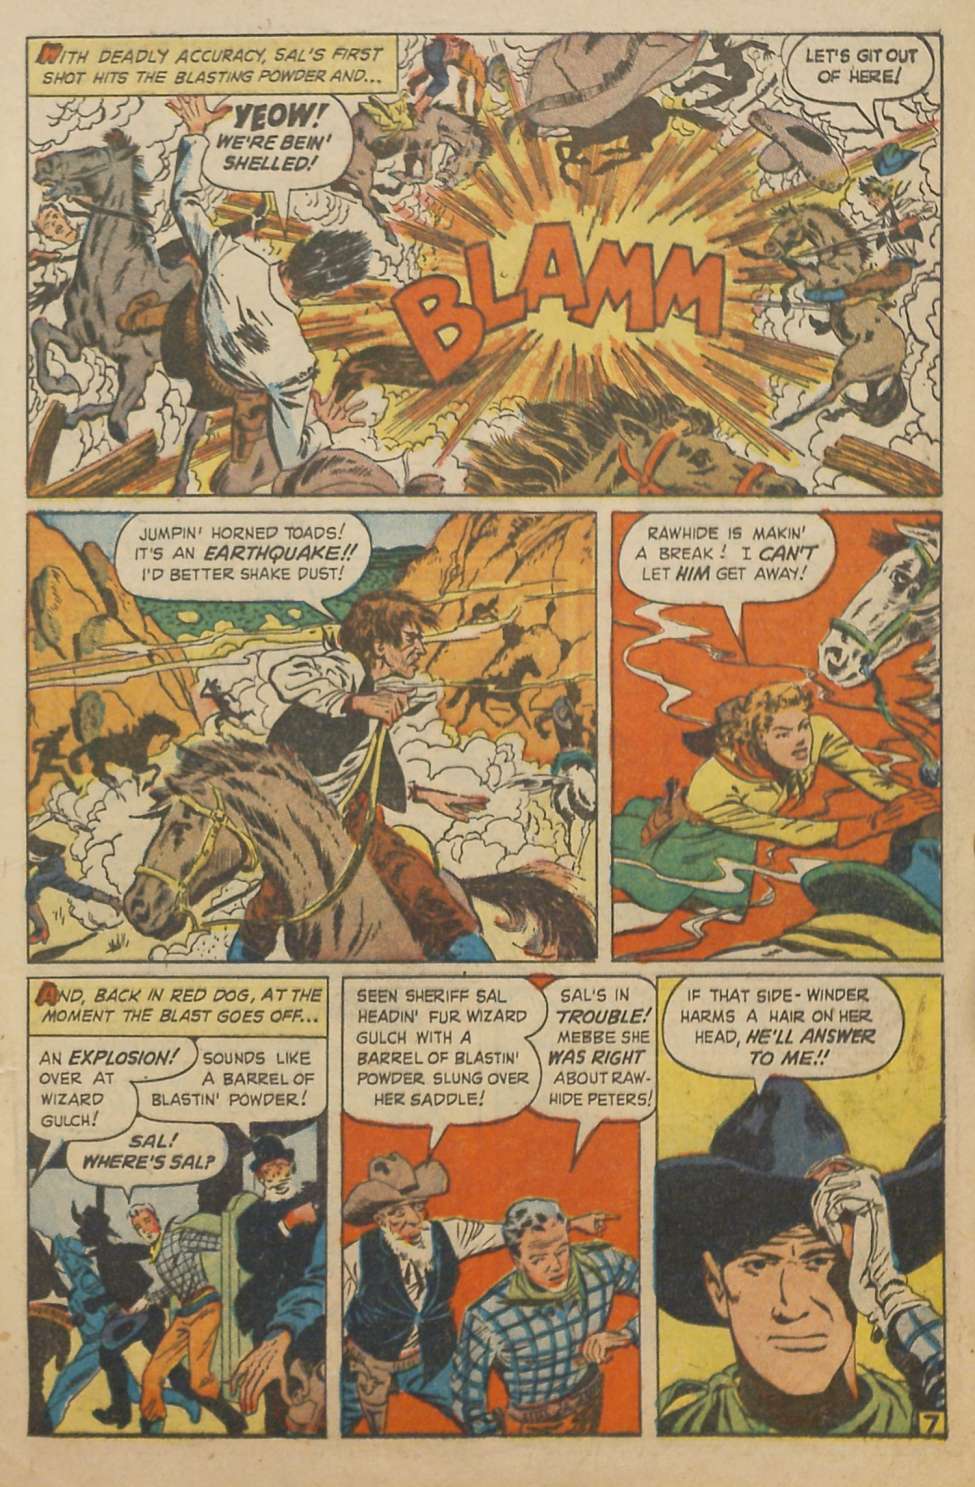 WITH DEADLY ACCURACY, SAL'S FIRST
SHOT HITS THE BLASTING POWDER AND...
YEOW!
WE'RE BEIN'
SHELLED!
LET'S GIT OUT
OF HERE!
BLAMM
JUMPIN' HORNED TOADS!
IT'S AN EARTHQUAKE!!
I'D BETTER SHAKE DUST!
RAWHIDE IS MAKIN'
A BREAK! I CAN'T
LET HIM GET AWAY!
AND, BACK IN RED DOG, AT THE
MOMENT THE BLAST GOES OFF...
AN EXPLOSION!
OVER AT
WIZARD
GULCH!
SOUNDS LIKE
A BARREL OF
BLASTIN' POWDER!
SAL!
WHERE'S SAL?
SEEN SHERIFF SAL
HEADIN' FUR WIZARD
GULCH WITH A
BARREL OF BLASTIN'
POWDER SLUNG OVER
HER SADDLE!
SAL'S IN
TROUBLE!
MEBBE SHE
WAS RIGHT
ABOUT RAW-
HIDE PETERS!
IF THAT SIDE-WINDER
HARMS A HAIR ON HER
HEAD, HE'LL ANSWER
TO ME!!
7